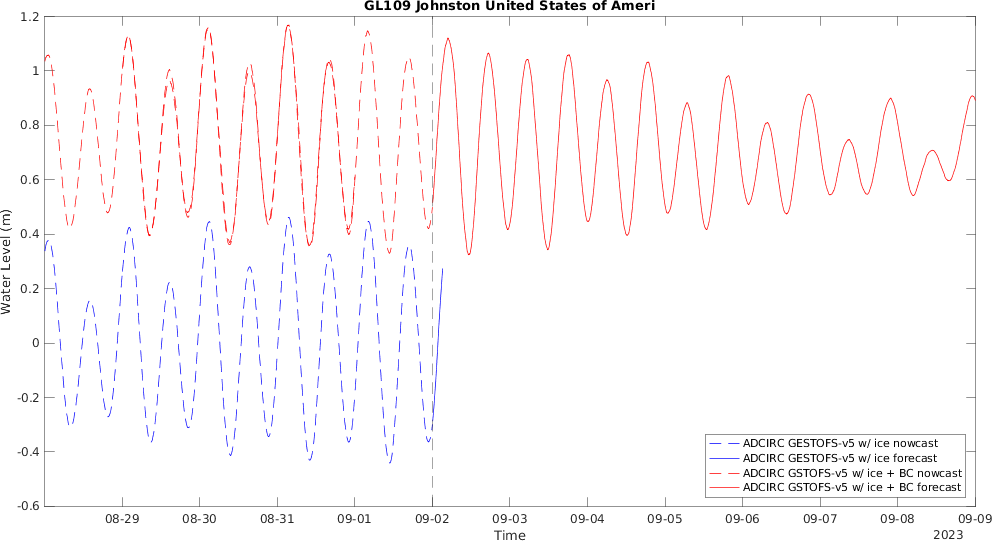 GL109 Johnston United States of Ameri
1.2
1
0.8
0.6
0.4
0.2
0
-0.2
-0.4
-0.6
Water Level (m)
ADCIRC GESTOFS-v5 w/ ice nowcast
ADCIRC GESTOFS-v5 w/ ice forecast
ADCIRC GSTOFS-v5 w/ ice + BC nowcast
ADCIRC GSTOFS-v5 w/ ice + BC forecast
08-29 08-30 08-31 09-01 09-02 09-03 09-04 09-05 09-06 09-07 09-08 09-09
Time
2023